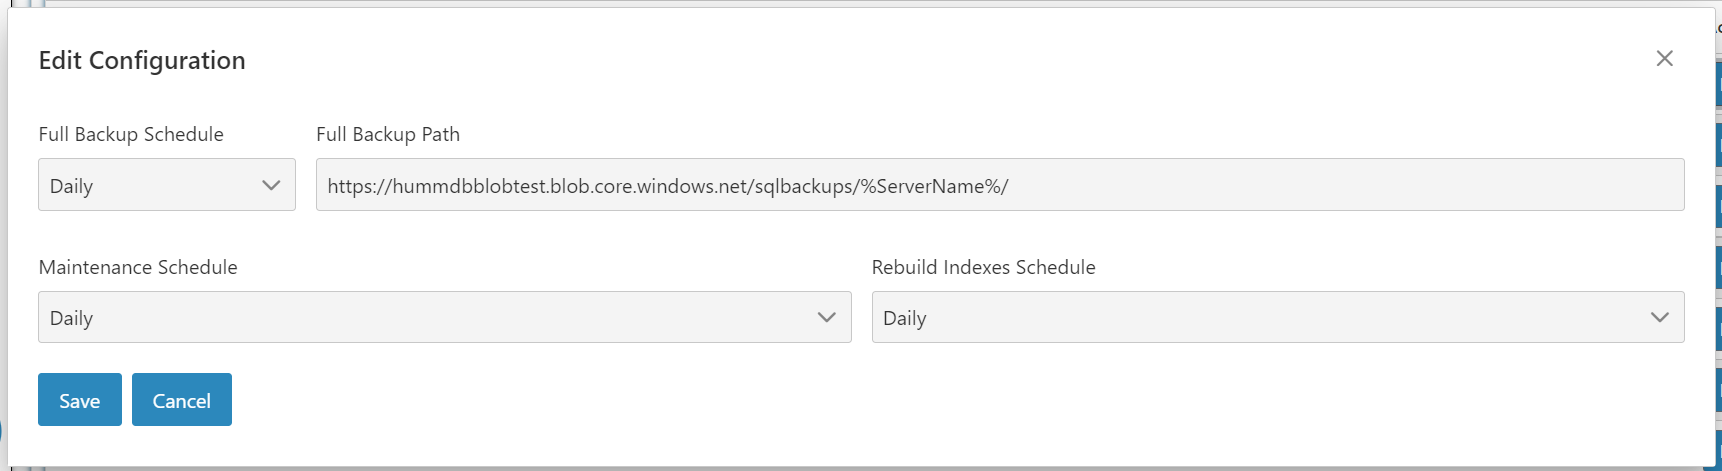 Edit Configuration
Full Backup Schedule
Full Backup Path
Daily
https://hummdbblobtest.blob.core.windows.net/sqlbackups/%ServerName%/
Maintenance Schedule
Rebuild Indexes Schedule
Daily
Daily
Save
Cancel